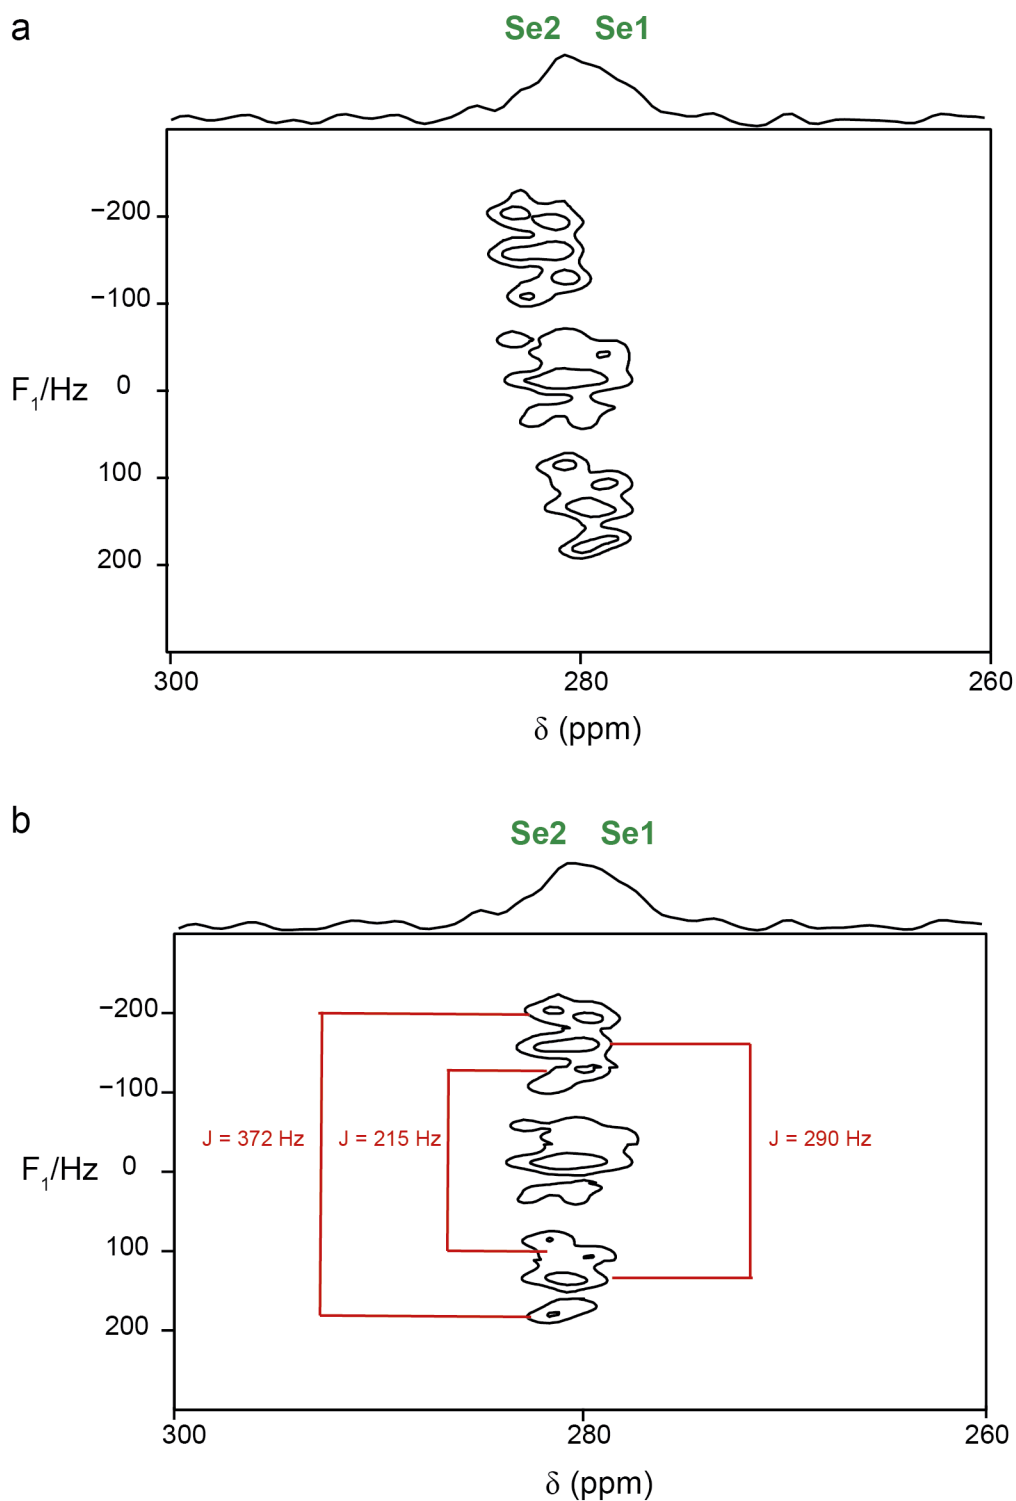 a
Se2 Se1
−200
−100
F1/Hz 0
100
200
300 280 260
δ (ppm)
b
Se2 Se1
−200
−100
J = 372 Hz J = 215 Hz J = 290 Hz
F1/Hz 0
100
200
300 280 260
δ (ppm)